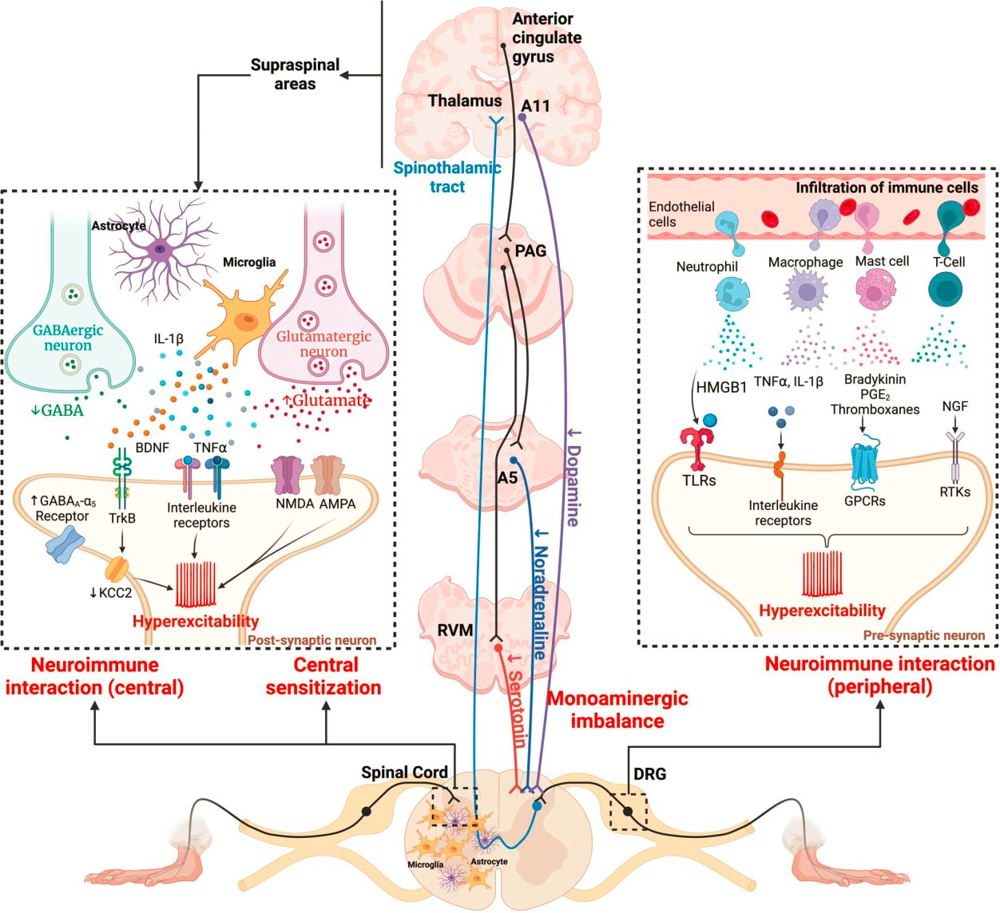 Anterior
cingulate
gyrus
Supraspinal
areas
Thalamus
A11
Spinothalamic
tract
PAG
A5
RVM
↓ Dopamine
↓ Noradrenaline
↓ Serotonin
Monoaminergic
imbalance
Astrocyte
Microglia
GABAergic
neuron
IL-1β
Glutamatergic
neuron
↓GABA
↑Glutamate
BDNF
TNFα
↑GABAA-α5
Receptor
TrkB
Interleukine
receptors
NMDA
AMPA
↓KCC2
Hyperexcitability
Post-synaptic neuron
Neuroimmune
interaction (central)
Central
sensitization
Infiltration of immune cells
Endothelial
cells
Neutrophil
Macrophage
Mast cell
T-Cell
HMGB1
TNFα, IL-1β
Bradykinin
PGE2
Thromboxanes
NGF
TLRs
Interleukine
receptors
GPCRs
RTKs
Hyperexcitability
Pre-synaptic neuron
Neuroimmune interaction
(peripheral)
Spinal Cord
DRG
Microglía
Astrocyte